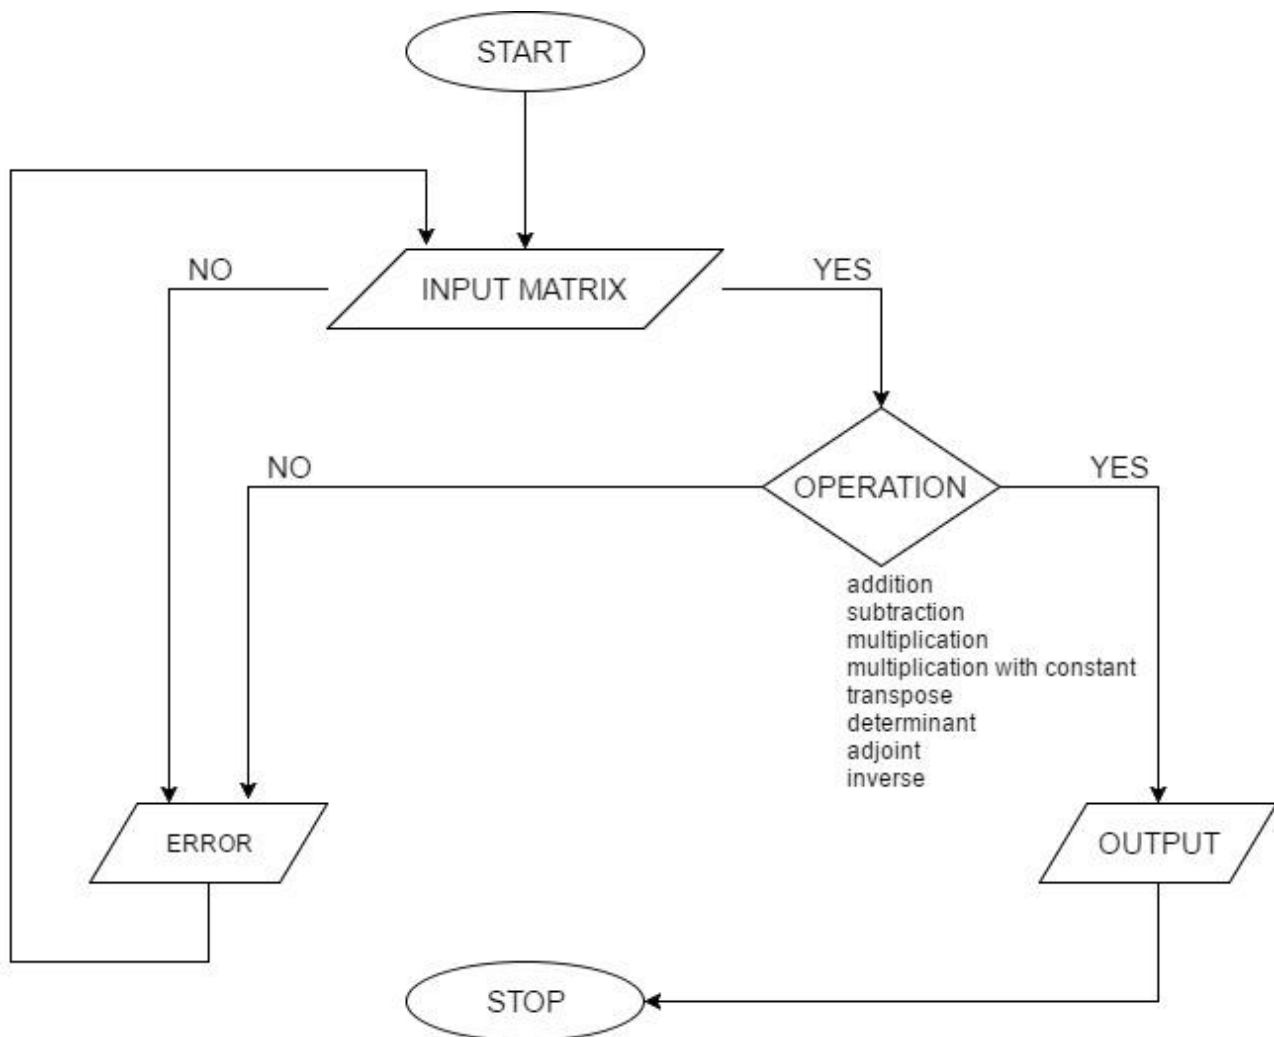 START
NO
INPUT MATRIX
YES
NO
OPERATION
YES
addition
subtraction
multiplication
multiplication with constant
transpose
determinant
adjoint
inverse
ERROR
OUTPUT
STOP